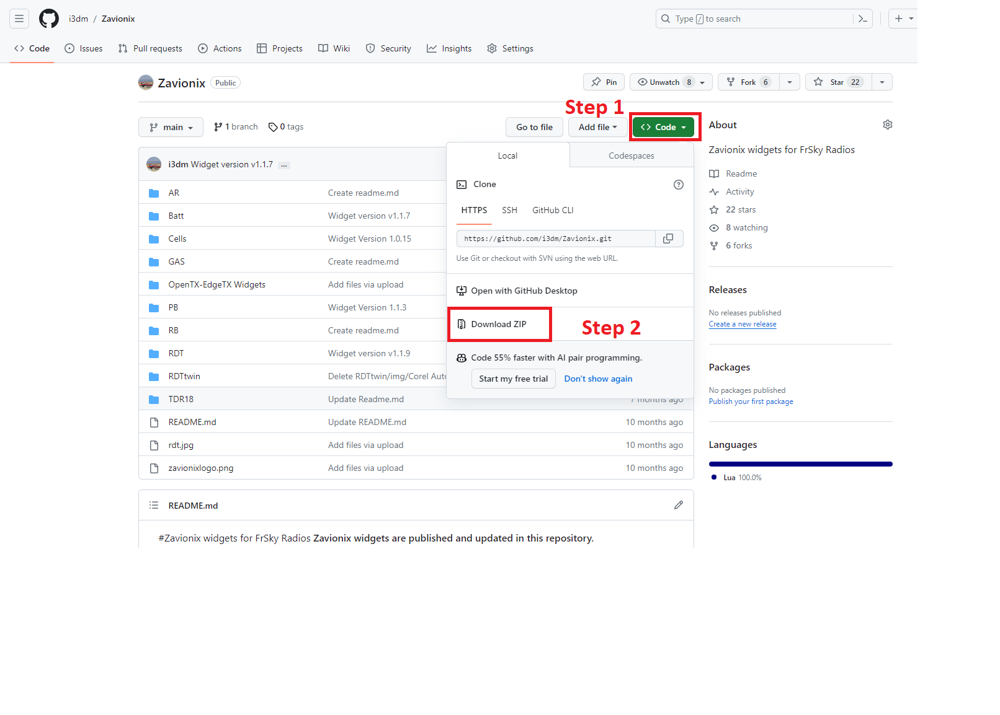 i3dm / Zavionix
Type / to search
Code Issues Pull requests Actions Projects Wiki Security Insights Settings
Zavionix Public
Pin Unwatch 8 Fork 6 Star 22
Step 1
main 1 branch 0 tags Go to file Add file Code
About
Zavionix widgets for FrSky Radios
Readme
Activity
22 stars
8 watching
6 forks
Releases
No releases published
Create a new release
Packages
No packages published
Publish your first package
Languages
Lua 100.0%
Local Codespaces
Clone
HTTPS SSH GitHub CLI
https://github.com/i3dm/Zavionix.git
Use Git or checkout with SVN using the web URL.
Open with GitHub Desktop
Download ZIP Step 2
Code 55% faster with AI pair programming.
Start my free trial Don't show again
i3dm Widget version v1.1.7 ...
AR Create readme.md
Batt Widget version v1.1.7
Cells Widget Version 1.0.15
GAS Create readme.md
OpenTX-EdgeTX Widgets Add files via upload
PB Widget Version 1.1.3
RB Create readme.md
RDT Widget version v1.1.9
RDTtwin Delete RDTtwin/img/Corel Aut
TDR18 Update Readme.md 7 months ago
README.md Update README.md 10 months ago
rdt.jpg Add files via upload 10 months ago
zavionixlogo.png Add files via upload 10 months ago
README.md
#Zavionix widgets for FrSky Radios Zavionix widgets are published and updated in this repository.